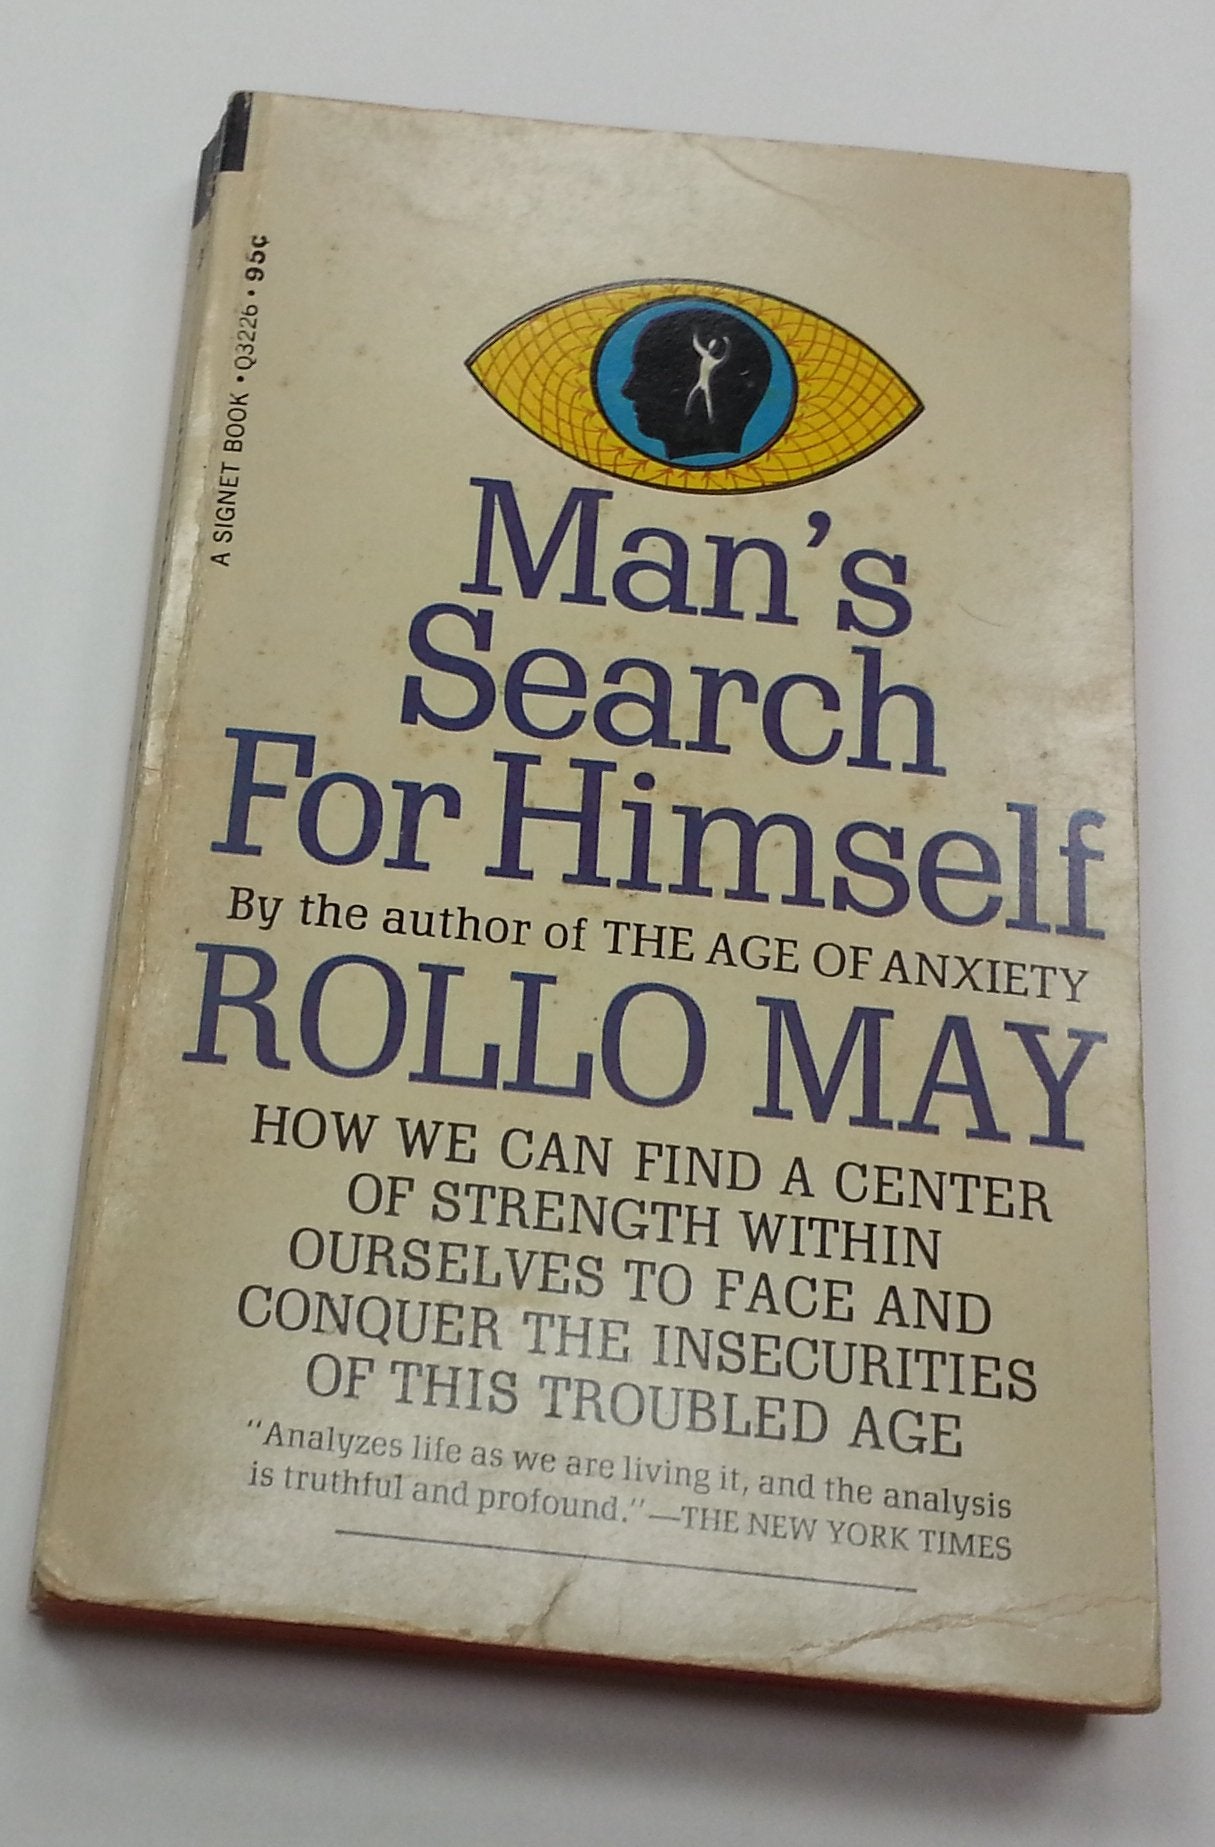 A SIGNET BOOK • Q3226 • 95¢
Man's
Search
For Himself
By the author of THE AGE OF ANXIETY
ROLLO MAY
HOW WE CAN FIND A CENTER
OF STRENGTH WITHIN
OURSELVES TO FACE AND
CONQUER THE INSECURITIES
OF THIS TROUBLED AGE
"Analyzes life as we are living it, and the analysis
is truthful and profound."—THE NEW YORK TIMES